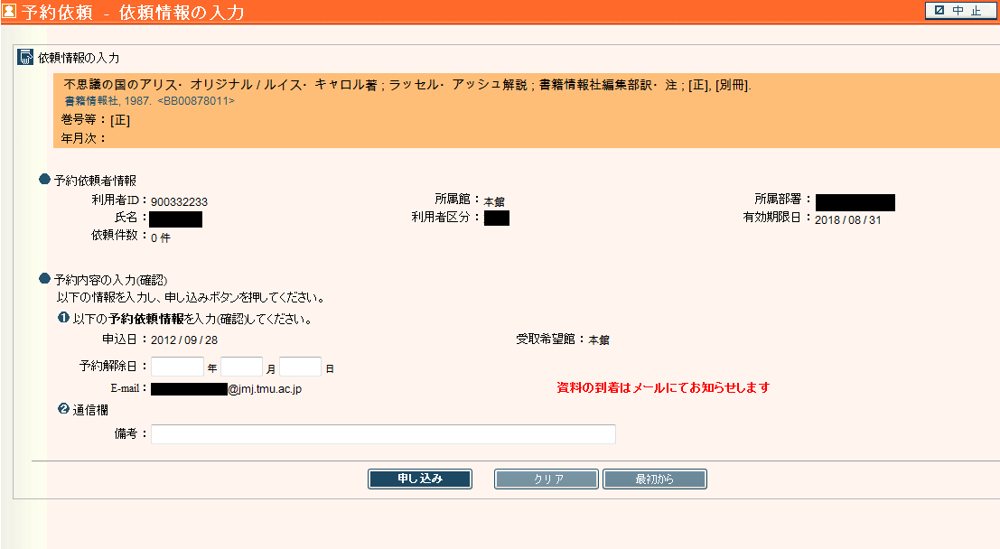 予約依頼 - 依頼情報の入力
中 止
依頼情報の入力
不思議の国のアリス・オリジナル / ルイス・キャロル著 ; ラッセル・アッシュ解説 ; 書籍情報社編集部訳・注 ; [正], [別冊].
書籍情報社, 1987. <BB00878011>
巻号等：[正]
年月次：
予約依頼者情報
利用者ID：900332233 所属館：本館 所属部署：
氏名： 利用者区分： 有効期限日：2018 / 08 / 31
依頼件数：0 件
予約内容の入力(確認)
以下の情報を入力し、申し込みボタンを押してください。
❶ 以下の予約依頼情報を入力(確認)してください。
申込日：2012 / 09 / 28 受取希望館：本館
予約解除日： 年 月 日
E-mail： @jmj.tmu.ac.jp 資料の到着はメールにてお知らせします
❷ 通信欄
備考：
申し込み クリア 最初から